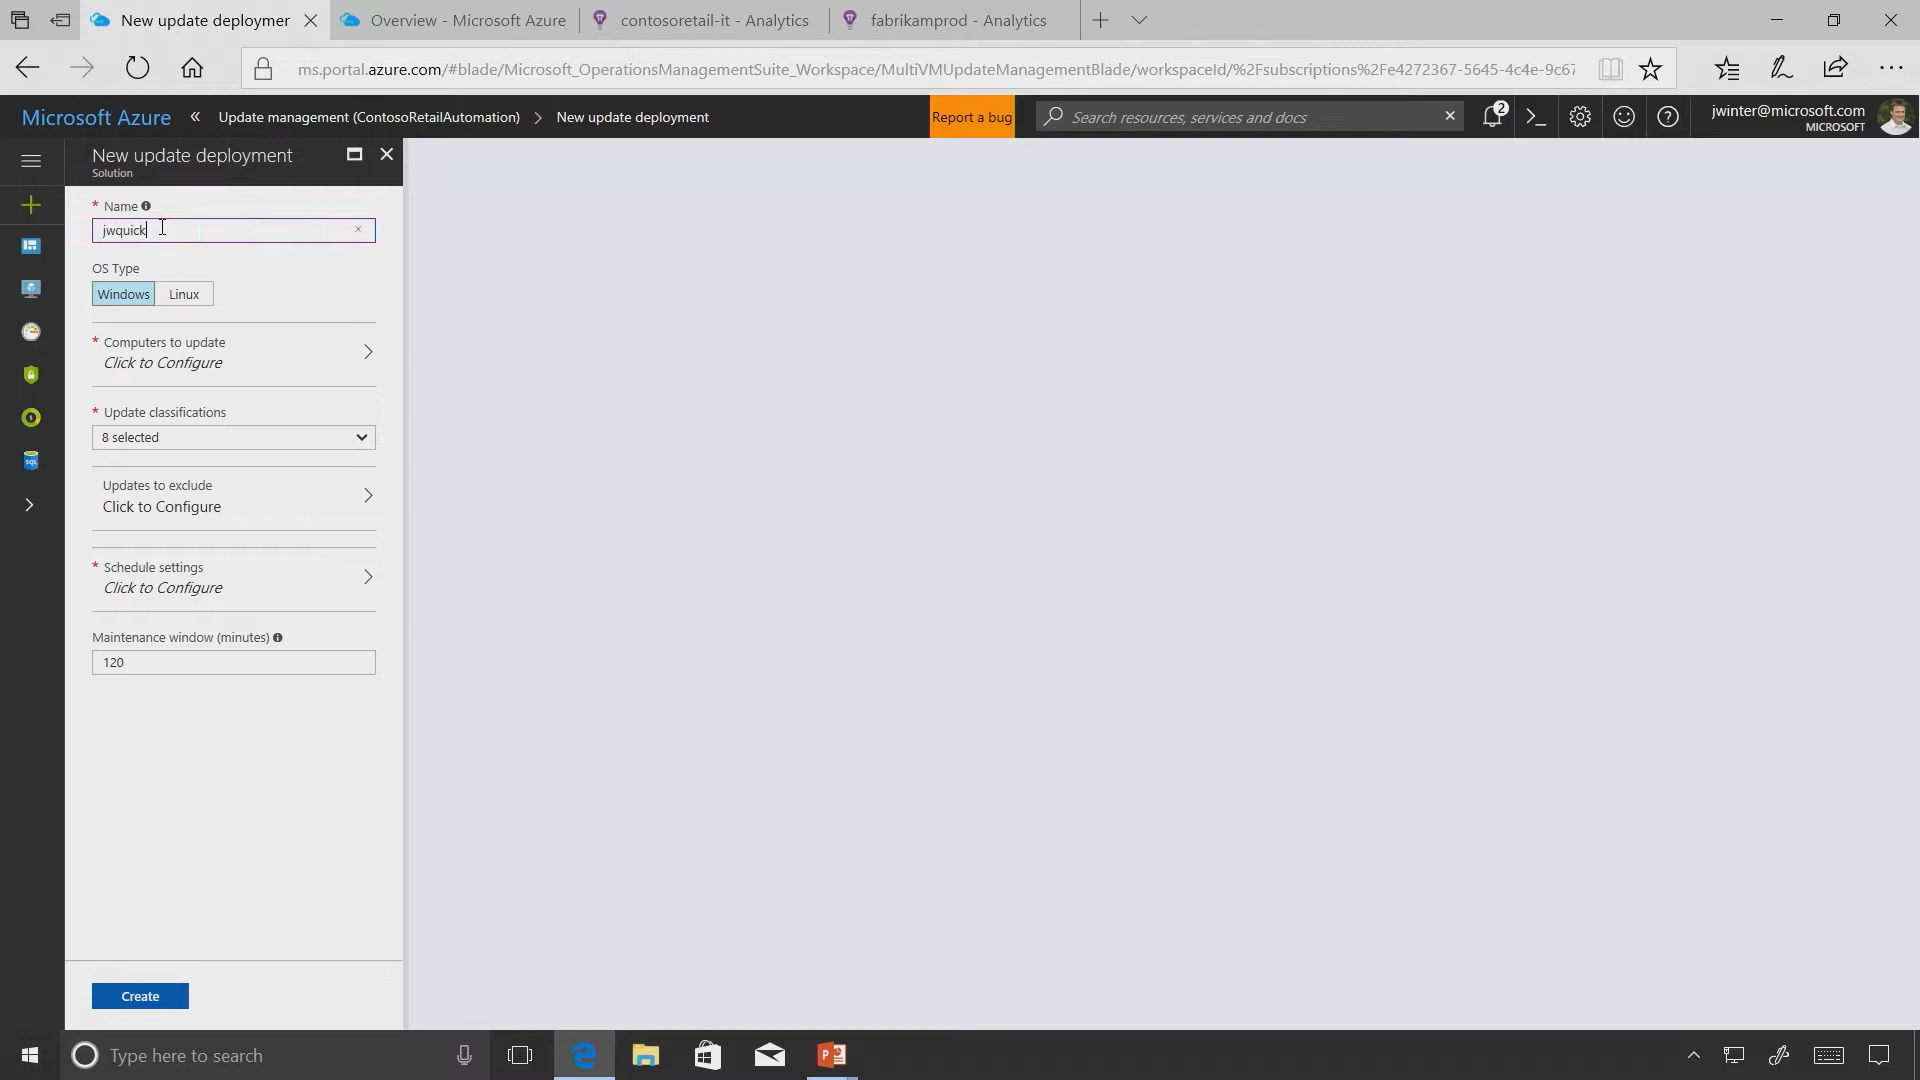 New update deploymer
Overview - Microsoft Azure
contosoretail-it - Analytics
fabrikamprod - Analytics
ms.portal.azure.com/#blade/Microsoft_OperationsManagementSuite_Workspace/MultiVMUpdateManagementBlade/workspaceId/%2Fsubscriptions%2Fe4272367-5645-4c4e-9c67
Microsoft Azure
Update management (ContosoRetailAutomation)
New update deployment
Report a bug
Search resources, services and docs
2
jwinter@microsoft.com
MICROSOFT
New update deployment
Solution
* Name
jwquick
OS Type
Windows
Linux
* Computers to update
Click to Configure
* Update classifications
8 selected
Updates to exclude
Click to Configure
SQL
* Schedule settings
Click to Configure
Maintenance window (minutes)
120
Create
Type here to search